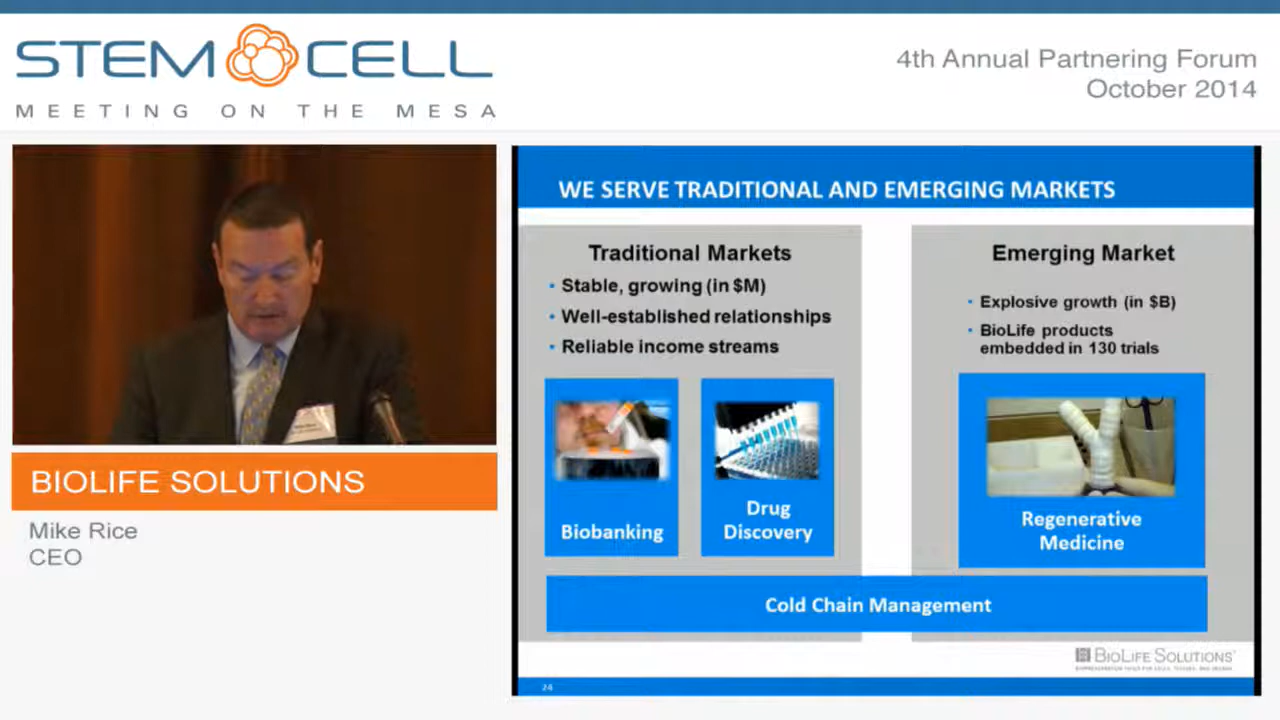 STEM CELL
MEETING ON THE MESA
4th Annual Partnering Forum
October 2014
BIOLIFE SOLUTIONS
Mike Rice
CEO
WE SERVE TRADITIONAL AND EMERGING MARKETS
Traditional Markets
• Stable, growing (in $M)
• Well-established relationships
• Reliable income streams
Biobanking
Drug
Discovery
Emerging Market
• Explosive growth (in $B)
• BioLife products
embedded in 130 trials
Regenerative
Medicine
Cold Chain Management
BIOLIFE SOLUTIONS
24